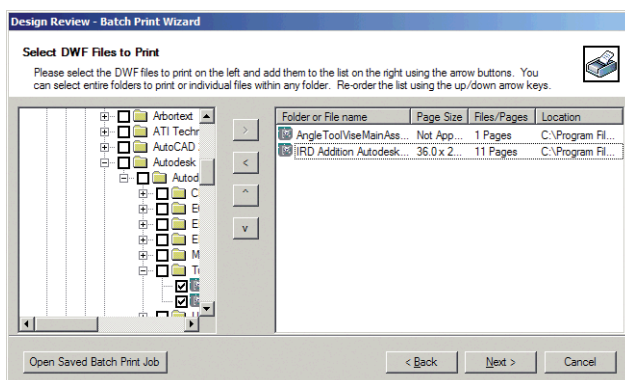 Design Review - Batch Print Wizard
Select DWF Files to Print
Please select the DWF files to print on the left and add them to the list on the right using the arrow buttons. You
can select entire folders to print or individual files within any folder. Re-order the list using the up/down arrow keys.
Arbortext
ATI Techr
AutoCAD
Autodesk
Autod
C
E
E
M
T
>
<
^
v
Folder or File name Page Size Files/Pages Location
AngleToolViseMainAss... Not App... 1 Pages C:\Program Fil...
IRD Addition Autodesk... 36.0 x 2... 11 Pages C:\Program Fil...
Open Saved Batch Print Job
< Back
Next >
Cancel